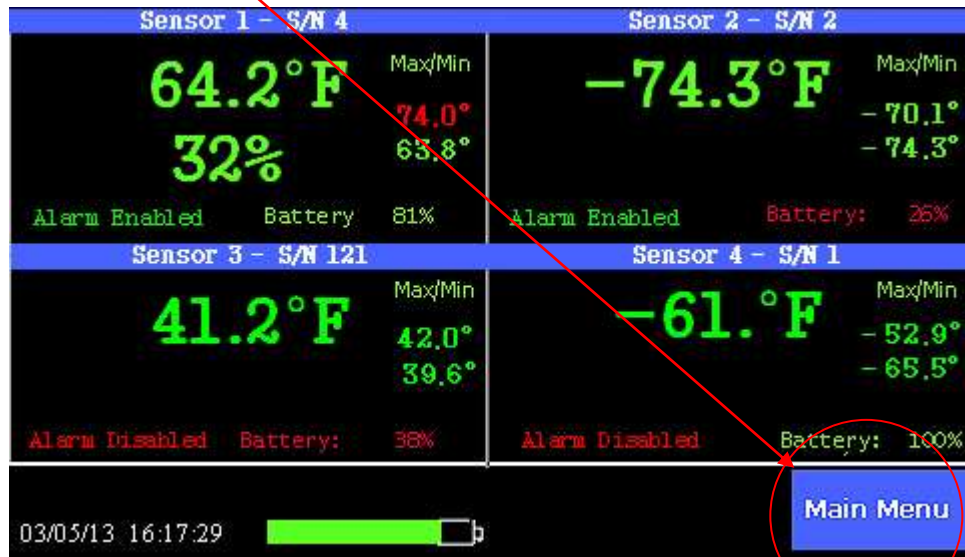 Sensor 1 - S/N 4
64.2°F
Max/Min
74.0°
32%
63.8°
Alarm Enabled Battery 81%
Sensor 2 - S/N 2
-74.3°F
Max/Min
-70.1°
-74.3°
Alarm Enabled Battery: 26%
Sensor 3 - S/N 121
41.2°F
Max/Min
42.0°
39.6°
Alarm Disabled Battery: 38%
Sensor 4 - S/N 1
-61.°F
Max/Min
-52.9°
-65.5°
Alarm Disabled Battery: 100%
03/05/13 16:17:29
Main Menu